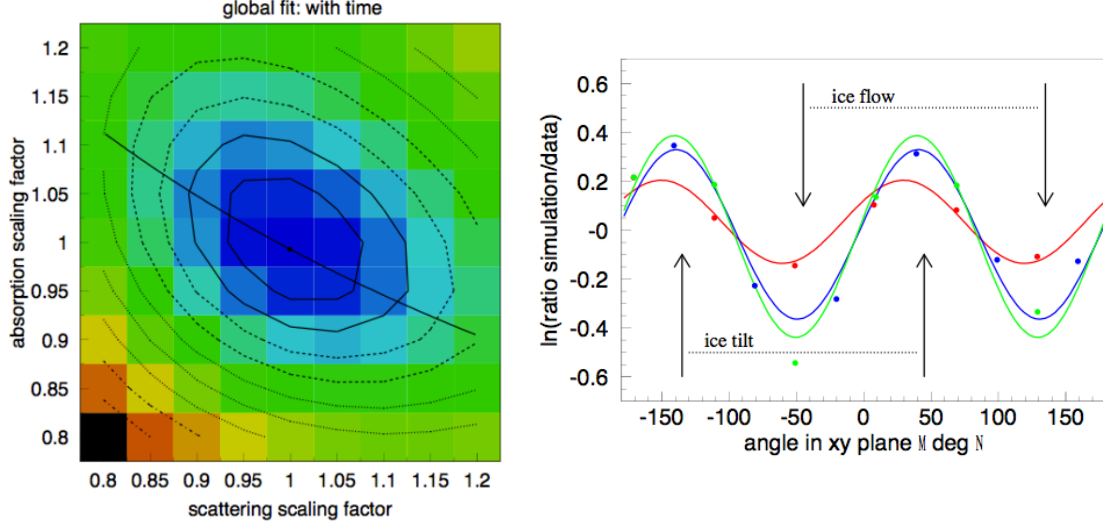 global fit: with time
absorption scaling factor
1.2
1.15
1.1
1.05
1
0.95
0.9
0.85
0.8
0.8 0.85 0.9 0.95 1 1.05 1.1 1.15 1.2
scattering scaling factor
ln(ratio simulation/data)
0.6
0.4
0.2
-0
-0.2
-0.4
-0.6
ice flow
ice tilt
-150 -100 -50 0 50 100 150
angle in xy plane M deg N